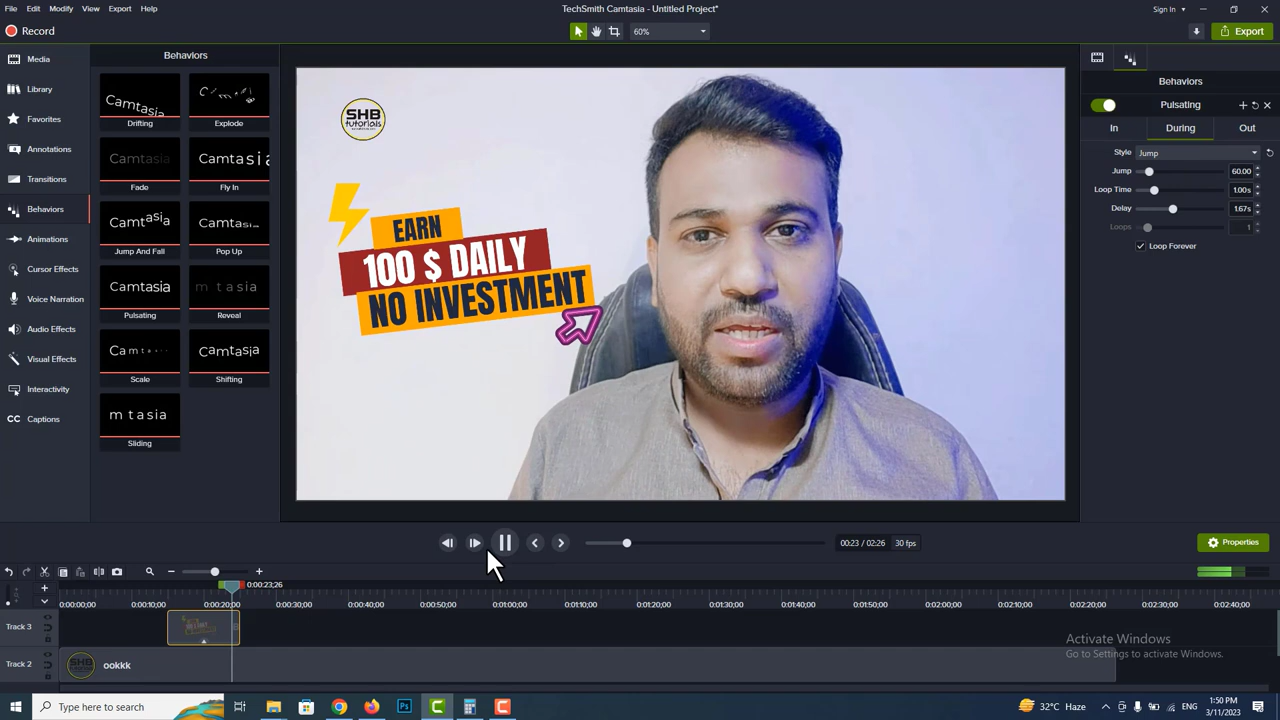 File Edit Modify View Export Help
TechSmith Camtasia - Untitled Project*
Sign In
Record
60%
Export
Media
Library
Favorites
Annotations
Transitions
Behaviors
Animations
Cursor Effects
Voice Narration
Audio Effects
Visual Effects
Interactivity
CC Captions
Behaviors
Camtasia
Drifting
Explode
Camtasia
Fade
Camtasia
Fly In
Camtasia
Jump And Fall
Camtas
Pop Up
Camtasia
Pulsating
mtasia
Reveal
Camt
Scale
Camtasia
Shifting
mtasia
Sliding
SHB
tutorials
EARN
100 $ DAILY
NO INVESTMENT
Behaviors
Pulsating
In During Out
Style Jump
Jump 60.00
Loop Time 1.00s
Delay 1.67s
Loops 1
Loop Forever
00:23 / 02:26 30 fps
Properties
0:00:23;26
0:00:00;00 0:00:10;00 0:00:20;00 0:00:30;00 0:00:40;00 0:00:50;00 0:01:00;00 0:01:10;00 0:01:20;00 0:01:30;00 0:01:40;00 0:01:50;00 0:02:00;00 0:02:10;00 0:02:20;00 0:02:30;00 0:02:40;00
Track 3
Track 2
SHB
ookkk
Activate Windows
Go to Settings to activate Windows.
Type here to search
Ps
32°C Haze
ENG
1:50 PM
3/11/2023